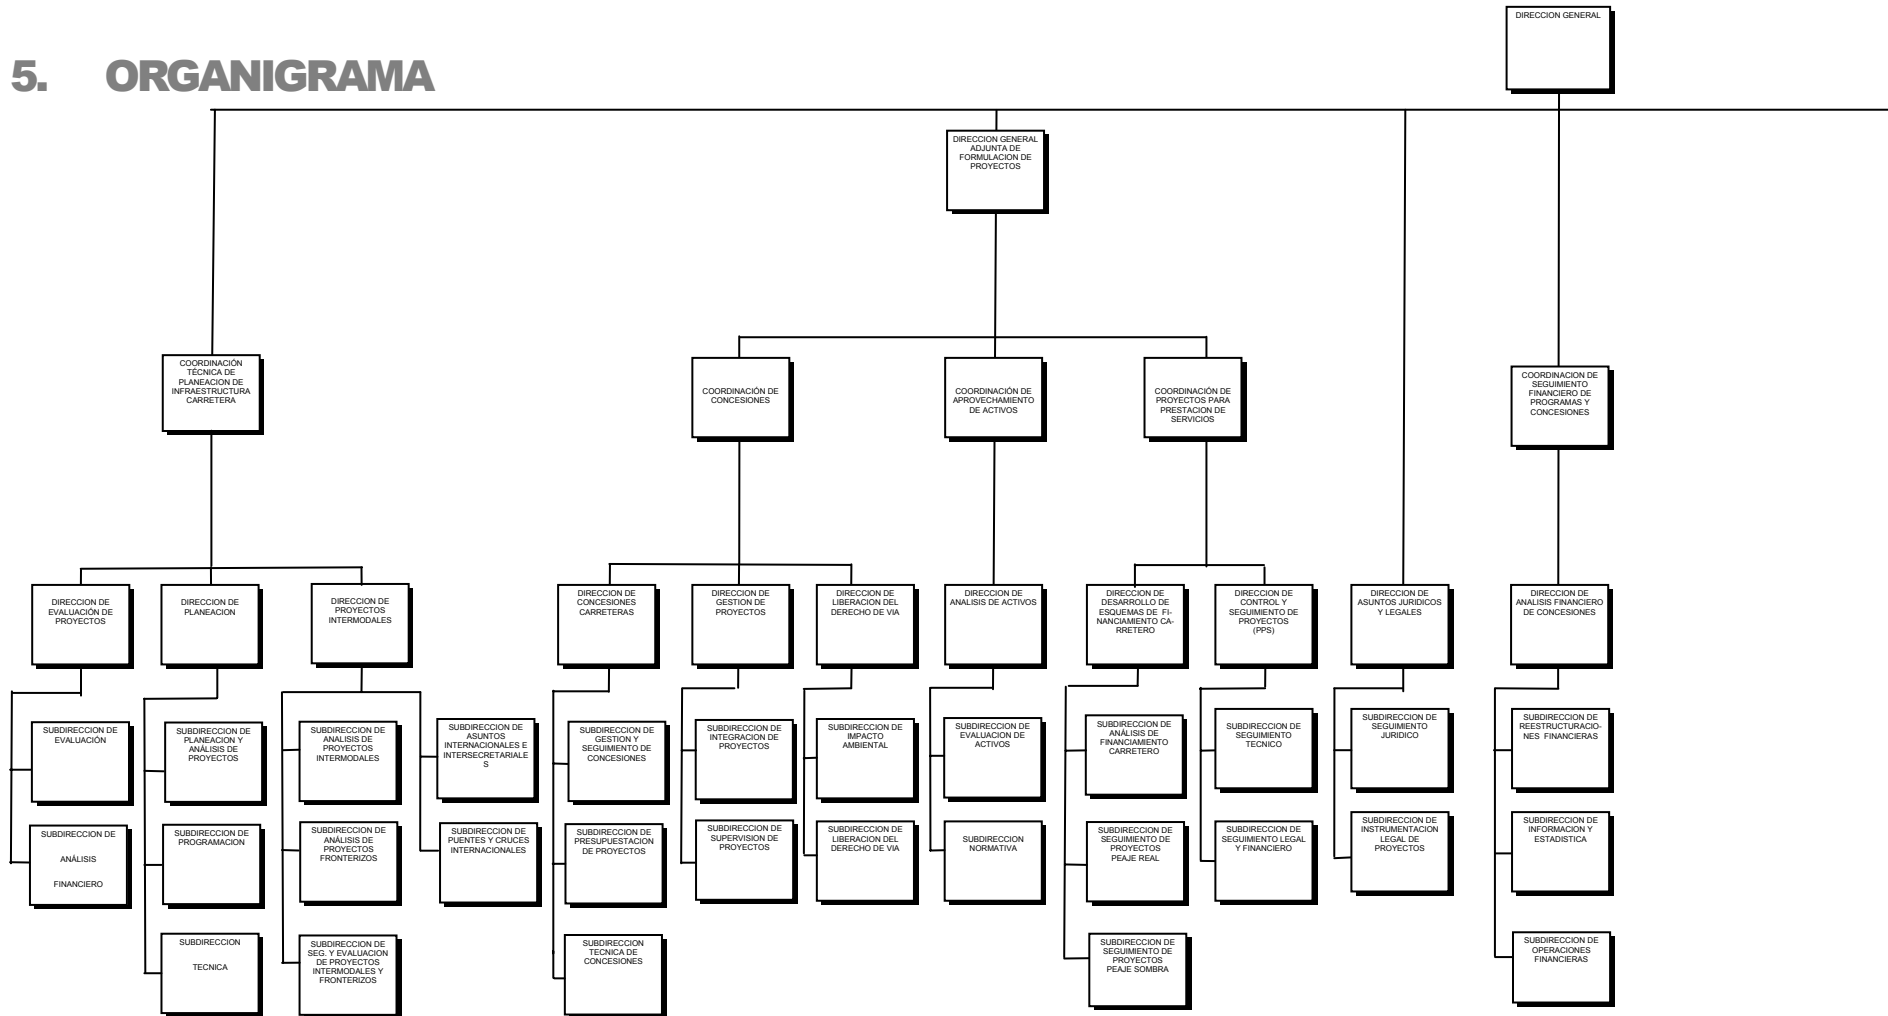 DIRECCION GENERAL
5. ORGANIGRAMA
DIRECCION GENERAL
ADJUNTA DE
FORMULACION DE
PROYECTOS
COORDINACIÓN
TÉCNICA DE
PLANEACION DE
INFRAESTRUCTURA
CARRETERA
COORDINACIÓN DE
CONCESIONES
COORDINACIÓN DE
APROVECHAMIENTO
DE ACTIVOS
COORDINACIÓN DE
PROYECTOS PARA
PRESTACION DE
SERVICIOS
COORDINACION DE
SEGUIMIENTO
FINANCIERO DE
PROGRAMAS Y
CONCESIONES
DIRECCION DE
EVALUACIÓN DE
PROYECTOS
DIRECCION DE
PLANEACION
DIRECCION DE
PROYECTOS
INTERMODALES
DIRECCION DE
CONCESIONES
CARRETERAS
DIRECCION DE
GESTION DE
PROYECTOS
DIRECCION DE
LIBERACION DEL
DERECHO DE VIA
DIRECCION DE
ANALISIS DE ACTIVOS
DIRECCION DE
DESARROLLO DE
ESQUEMAS DE FI-
NANCIAMIENTO CA-
RRETERO
DIRECCION DE
CONTROL Y
SEGUIMIENTO DE
PROYECTOS
(PPS)
DIRECCION DE
ASUNTOS JURIDICOS
Y LEGALES
DIRECCION DE
ANALISIS FINANCIERO
DE CONCESIONES
SUBDIRECCION DE
EVALUACIÓN
SUBDIRECCION DE
PLANEACION Y
ANÁLISIS DE
PROYECTOS
SUBDIRECCION DE
ANALISIS DE
PROYECTOS
INTERMODALES
SUBDIRECCION DE
ASUNTOS
INTERNACIONALES E
INTERSECRETARIALE
S
SUBDIRECCION DE
GESTION Y
SEGUIMIENTO DE
CONCESIONES
SUBDIRECCION DE
INTEGRACION DE
PROYECTOS
SUBDIRECCION DE
IMPACTO
AMBIENTAL
SUBDIRECCION DE
EVALUACION DE
ACTIVOS
SUBDIRECCIÓN DE
ANÁLISIS DE
FINANCIAMIENTO
CARRETERO
SUBDIRECCION DE
SEGUIMIENTO
TECNICO
SUBDIRECCION DE
SEGUIMIENTO
JURIDICO
SUBDIRECCION DE
REESTRUCTURACIO-
NES FINANCIERAS
SUBDIRECCION DE
ANÁLISIS
FINANCIERO
SUBDIRECCION DE
PROGRAMACION
SUBDIRECCION DE
ANÁLISIS DE
PROYECTOS
FRONTERIZOS
SUBDIRECCION DE
PUENTES Y CRUCES
INTERNACIONALES
SUBDIRECCION DE
PRESUPUESTACION
DE PROYECTOS
SUBDIRECCION DE
SUPERVISION DE
PROYECTOS
SUBDIRECCION DE
LIBERACION DEL
DERECHO DE VIA
SUBDIRECCION
NORMATIVA
SUBDIRECCION DE
SEGUIMIENTO DE
PROYECTOS
PEAJE REAL
SUBDIRECCION DE
SEGUIMIENTO LEGAL
Y FINANCIERO
SUBDIRECCION DE
INSTRUMENTACION
LEGAL DE
PROYECTOS
SUBDIRECCION DE
INFORMACION Y
ESTADISTICA
SUBDIRECCION
TECNICA
SUBDIRECCION DE
SEG. Y EVALUACION
DE PROYECTOS
INTERMODALES Y
FRONTERIZOS
SUBDIRECCION
TECNICA DE
CONCESIONES
SUBDIRECCION DE
SEGUIMIENTO DE
PROYECTOS
PEAJE SOMBRA
SUBDIRECCION DE
OPERACIONES
FINANCIERAS